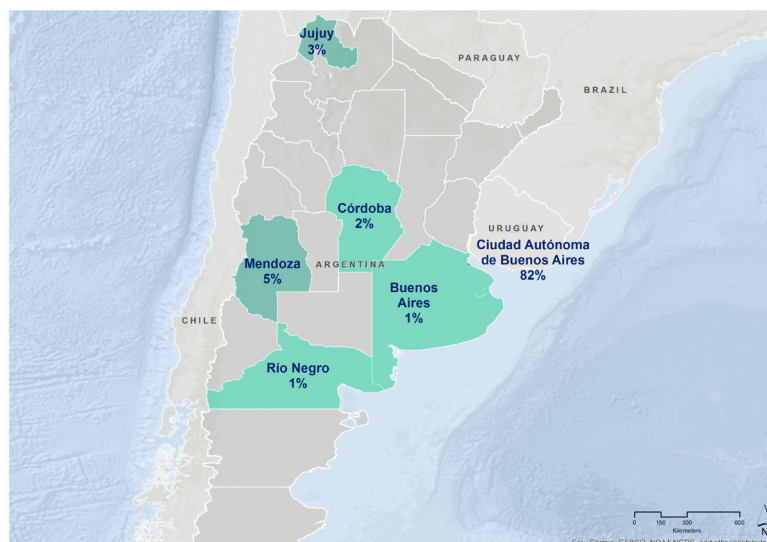 Jujuy
3%
PARAGUAY
BRAZIL
Córdoba
2%
URUGUAY
Ciudad Autónoma
de Buenos Aires
82%
Mendoza
5%
ARGENTINA
Buenos
Aires
1%
CHILE
Río Negro
1%
0 150 300 600
Kilometers
N